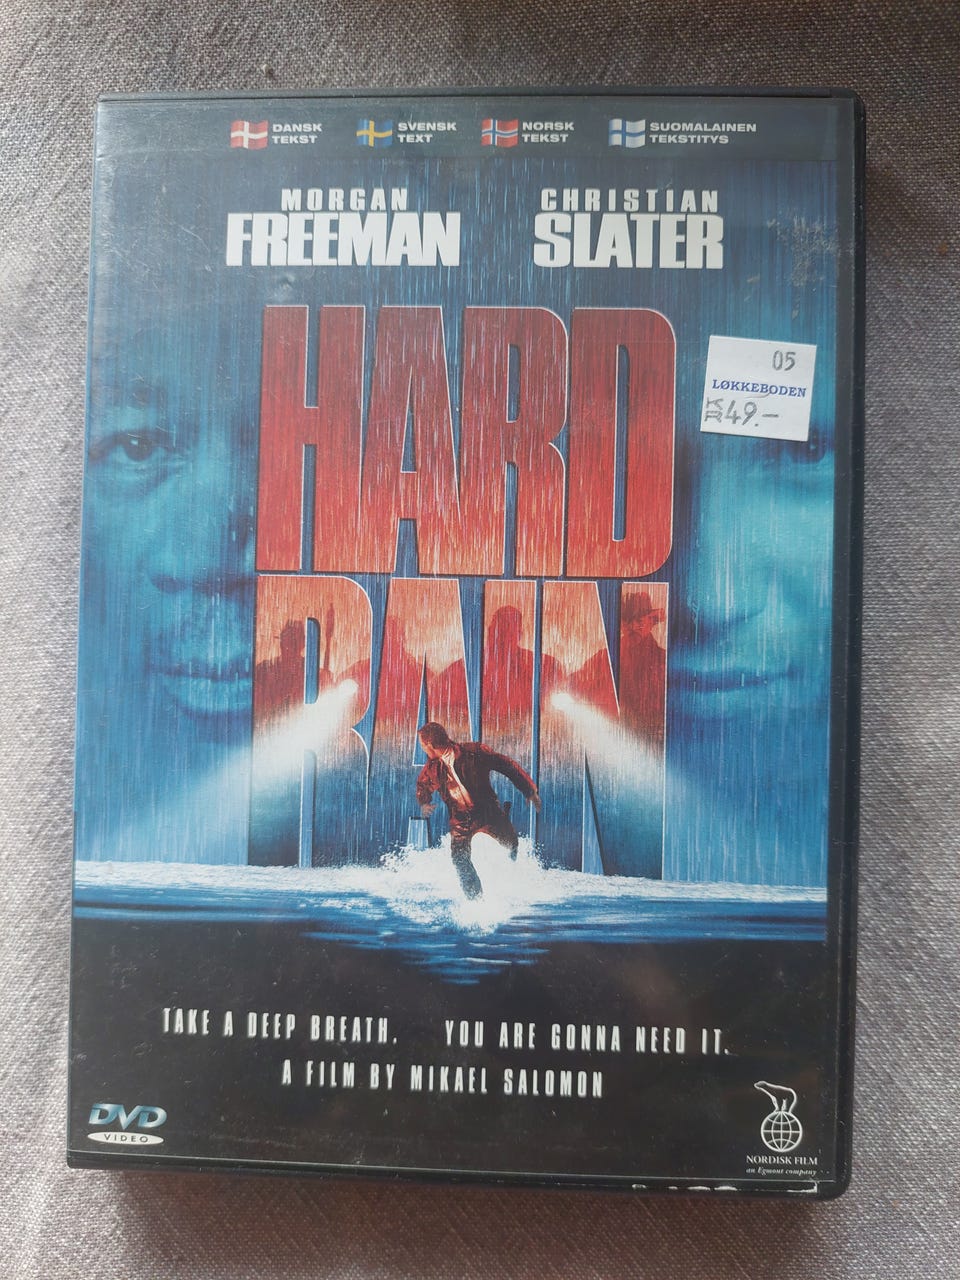 DANSK
TEKST
SVENSK
TEXT
NORSK
TEKST
SUOMALAINEN
TEKSTITYS
MORGAN
FREEMAN
CHRISTIAN
SLATER
HARD
RAIN
05
LØKKEBODEN
KR 49.-
TAKE A DEEP BREATH. YOU ARE GONNA NEED IT.
A FILM BY MIKAEL SALOMON
DVD
VIDEO
NORDISK FILM
an Egmont company